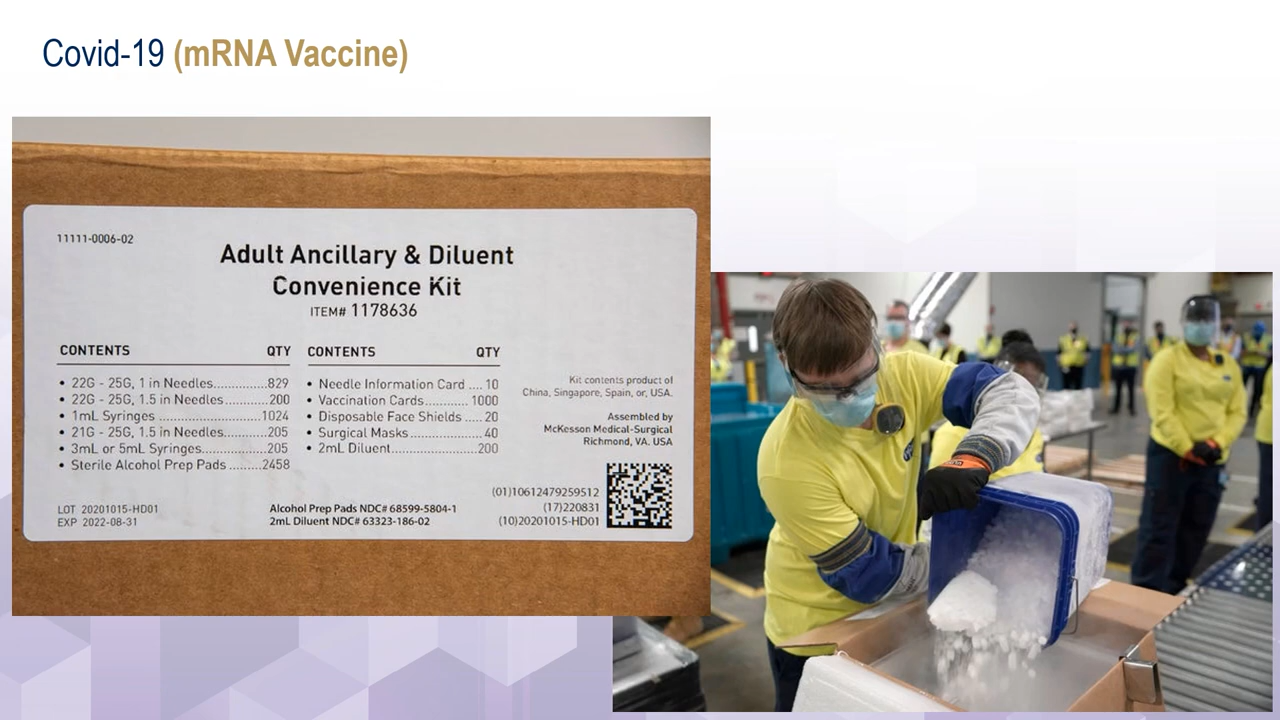 Covid-19 (mRNA Vaccine)
11111-0006-02
Adult Ancillary & Diluent
Convenience Kit
ITEM# 1178636
CONTENTS QTY
• 22G - 25G, 1 in Needles..............829
• 22G - 25G, 1.5 in Needles...........200
• 1mL Syringes ...........................1024
• 21G - 25G, 1.5 in Needles..........205
• 3mL or 5mL Syringes................205
• Sterile Alcohol Prep Pads ........2458
CONTENTS QTY
• Needle Information Card .... 10
• Vaccination Cards........... 1000
• Disposable Face Shields .. 20
• Surgical Masks .................. 40
• 2mL Diluent......................200
Kit contents product of
China, Singapore, Spain, or, USA.
Assembled by
McKesson Medical-Surgical
Richmond, VA. USA
LOT 20201015-HD01
EXP 2022-08-31
Alcohol Prep Pads NDC# 68599-5804-1
2mL Diluent NDC# 63323-186-02
(01)10612479259512
(17)220831
(10)20201015-HD01